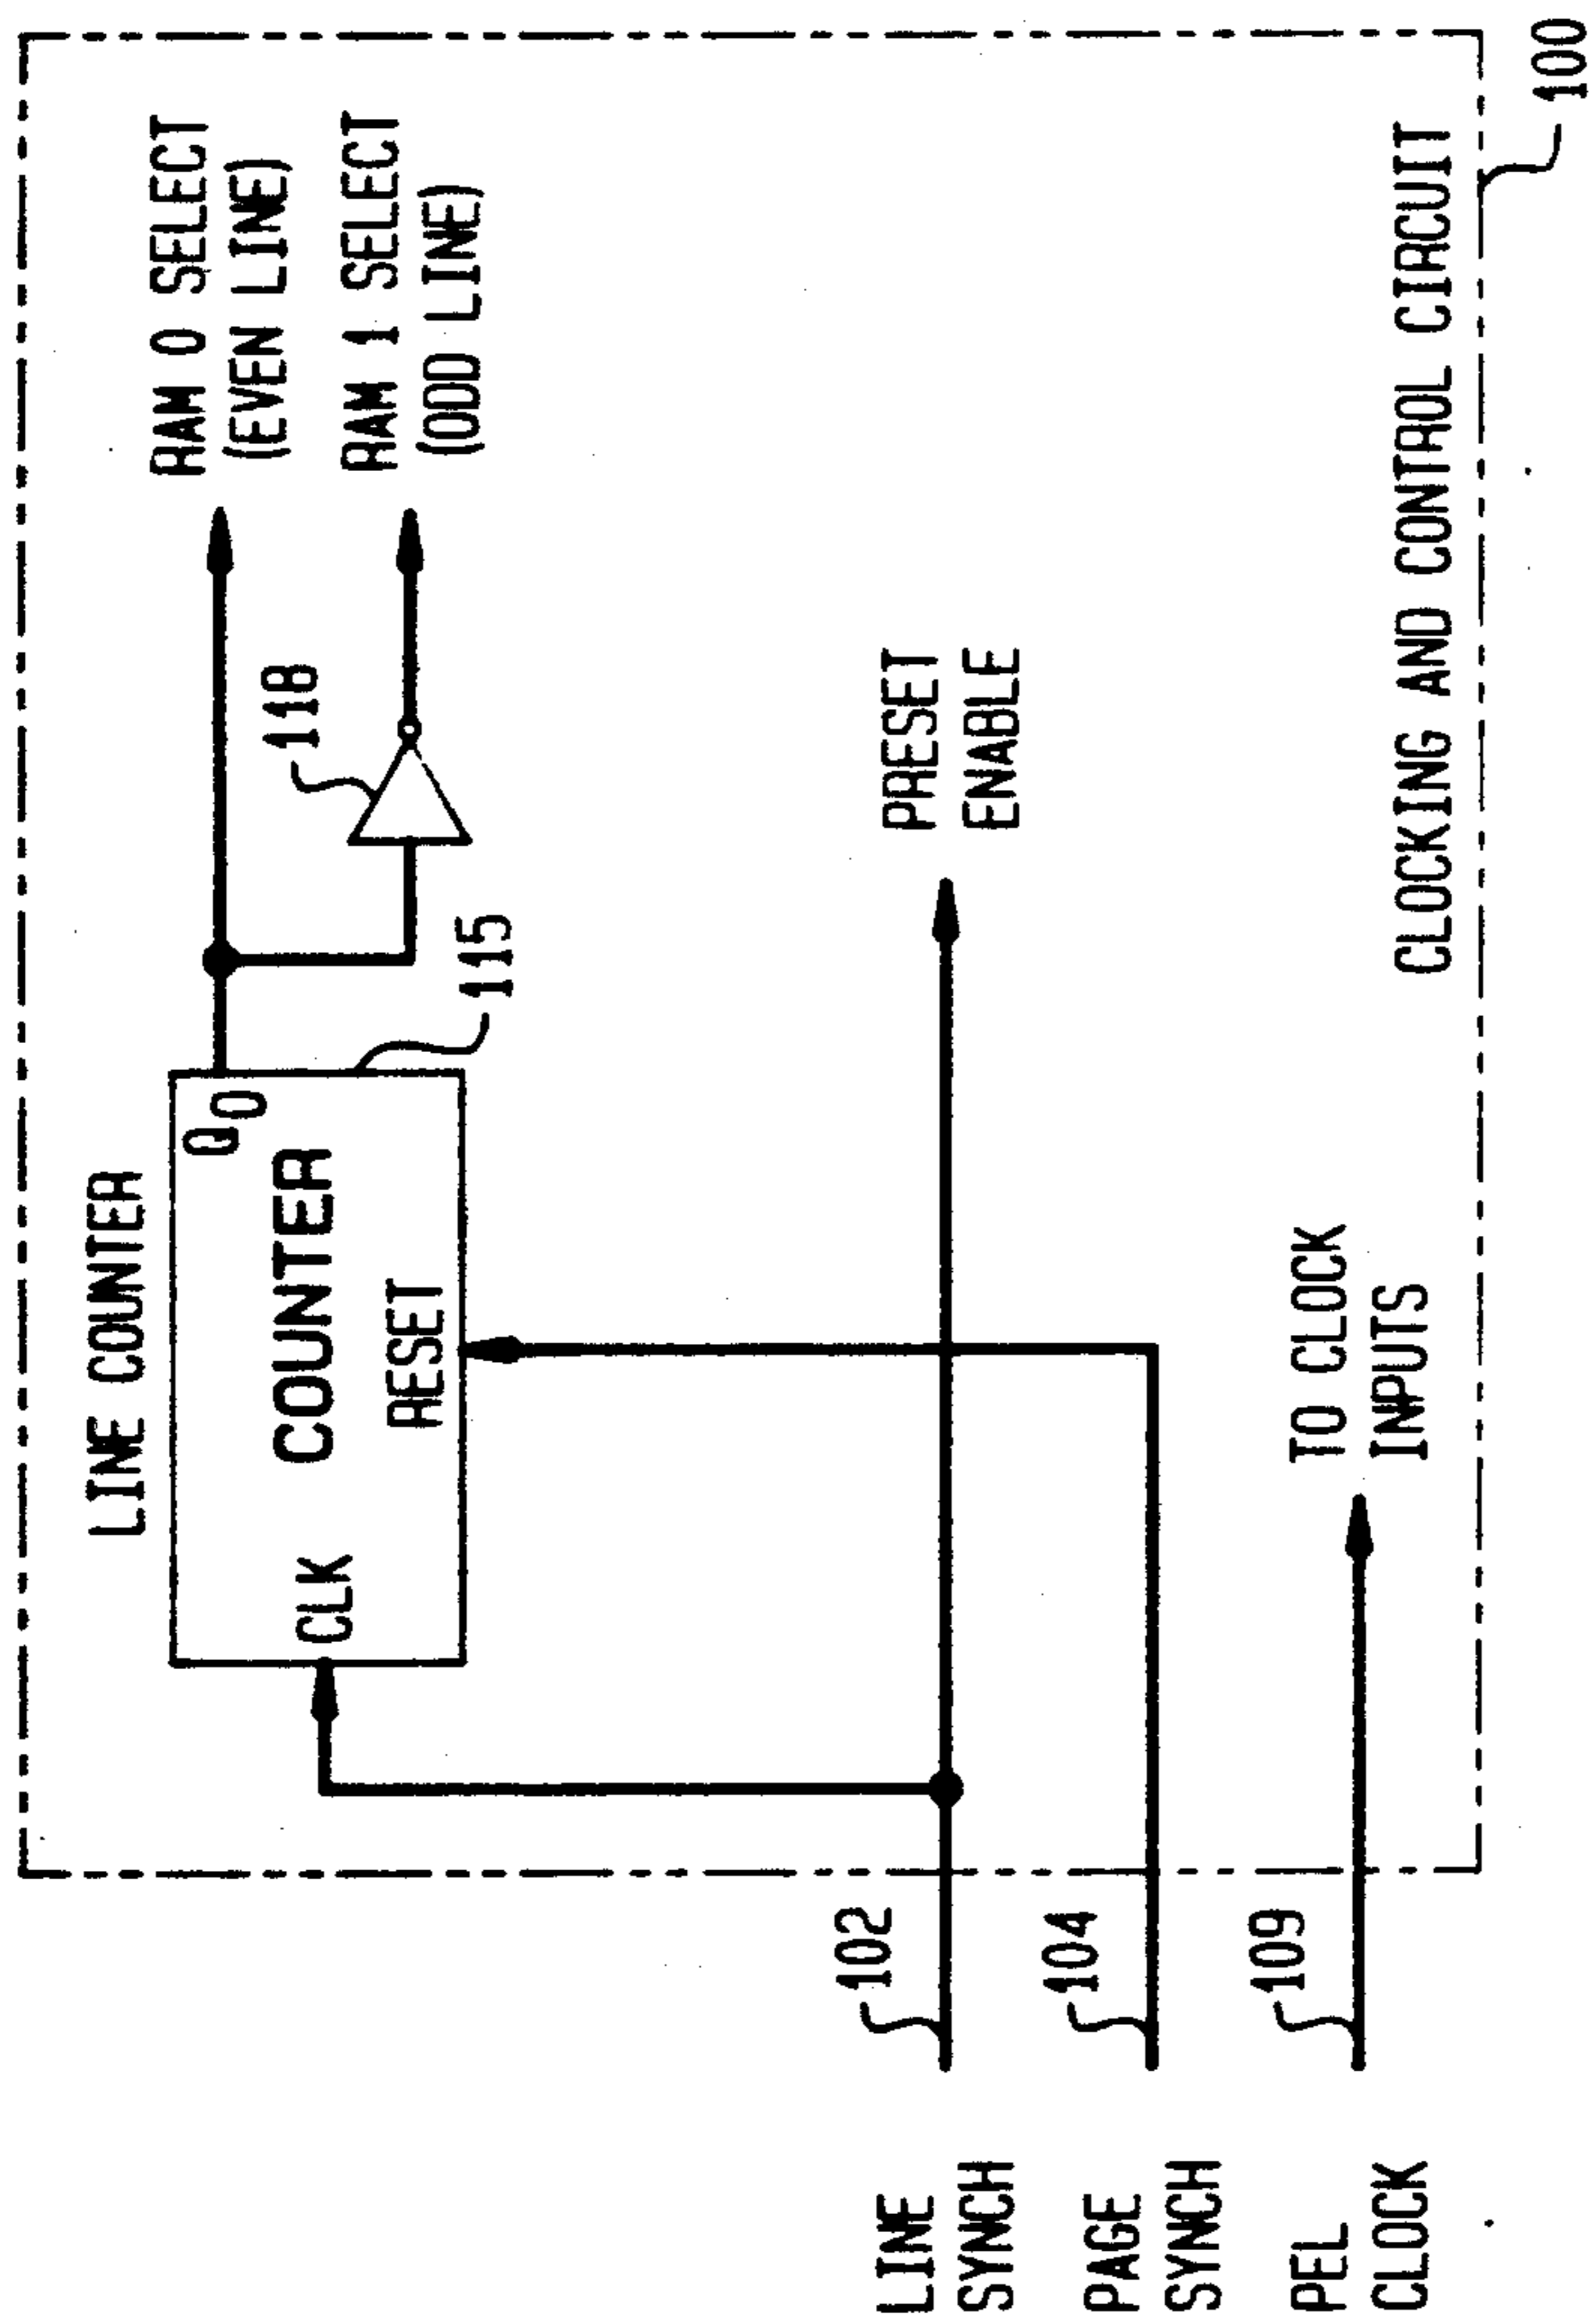 LINE COUNTER
COUNTER
CLK
Q0
RESET
115
118
RAM 0 SELECT
(EVEN LINE)
RAM 1 SELECT
(ODD LINE)
LINE
SYNCH
102
PRESET
ENABLE
PAGE
SYNCH
104
PEL
CLOCK
109
TO CLOCK
INPUTS
CLOCKING AND CONTROL CIRCUIT
100